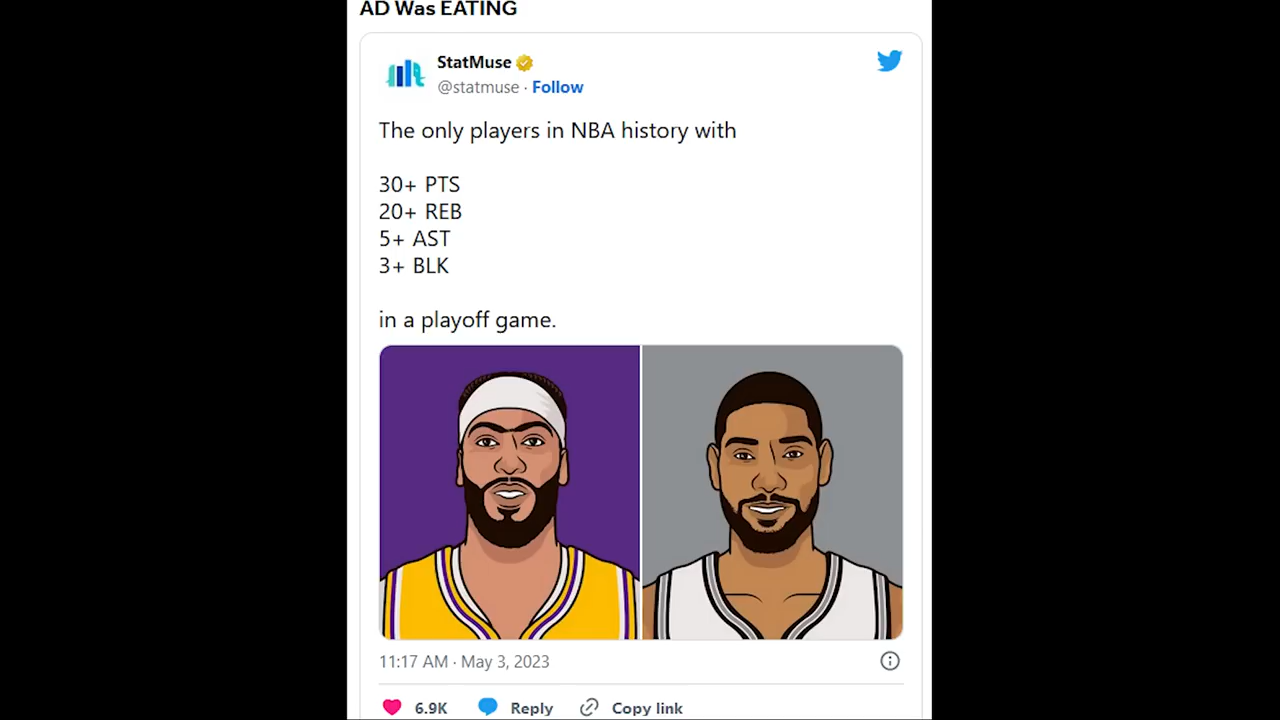 AD Was EATING
StatMuse
@statmuse · Follow
The only players in NBA history with
30+ PTS
20+ REB
5+ AST
3+ BLK
in a playoff game.
11:17 AM · May 3, 2023
6.9K Reply Copy link